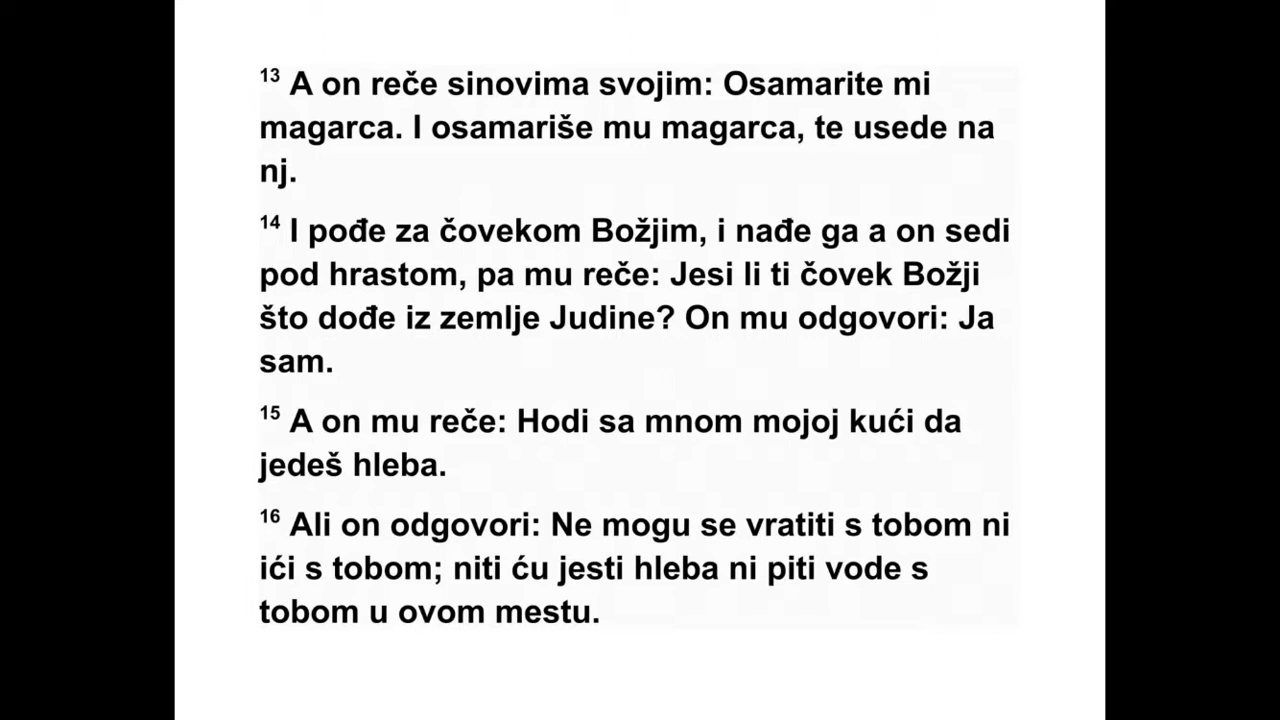 13 A on reče sinovima svojim: Osamarite mi
magarca. I osamariše mu magarca, te usede na
nj.
14 I pođe za čovekom Božjim, i nađe ga a on sedi
pod hrastom, pa mu reče: Jesi li ti čovek Božji
što dođe iz zemlje Judine? On mu odgovori: Ja
sam.
15 A on mu reče: Hodi sa mnom mojoj kući da
jedeš hleba.
16 Ali on odgovori: Ne mogu se vratiti s tobom ni
ići s tobom; niti ću jesti hleba ni piti vode s
tobom u ovom mestu.